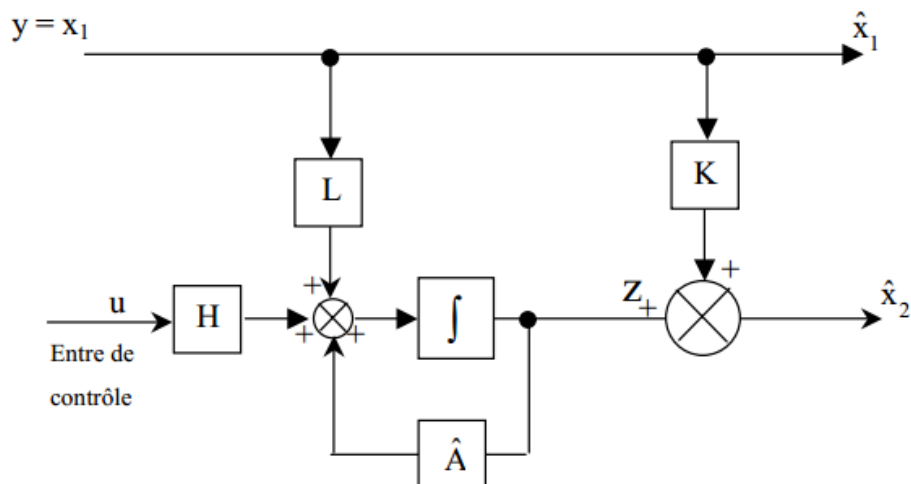 y = x₁
x̂₁
L
K
+
+
u
H
+
+
∫
Z
+
x̂₂
Entre de
contrôle
Â